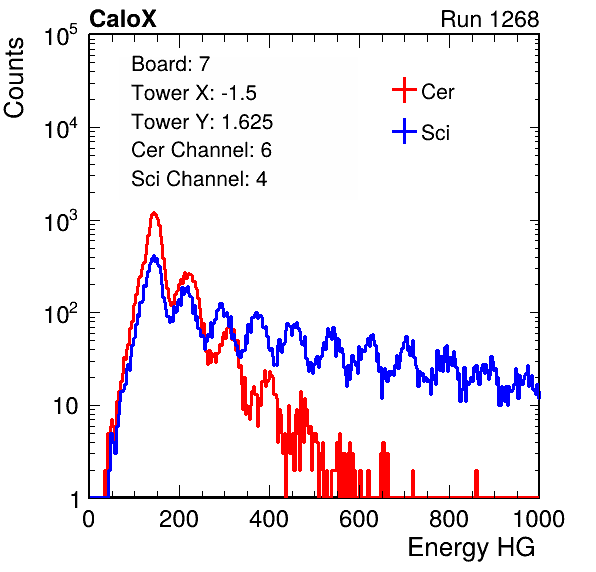 CaloX Run 1268
Counts
10^5
10^4
10^3
10^2
10
1
Board: 7
Tower X: -1.5
Tower Y: 1.625
Cer Channel: 6
Sci Channel: 4
Cer
Sci
0 200 400 600 800 1000
Energy HG